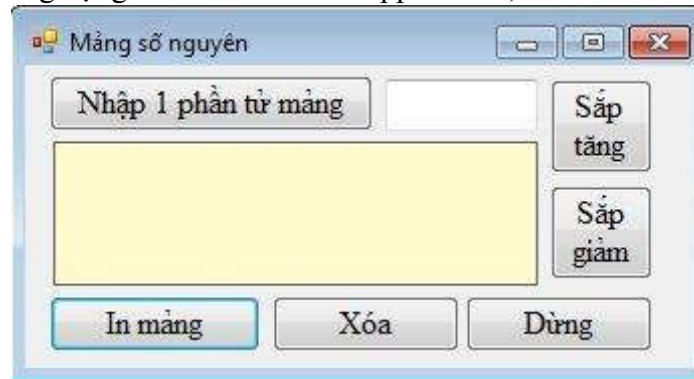 Mảng số nguyên
Nhập 1 phần tử mảng
Sắp
tăng
Sắp
giảm
In mảng
Xóa
Dừng